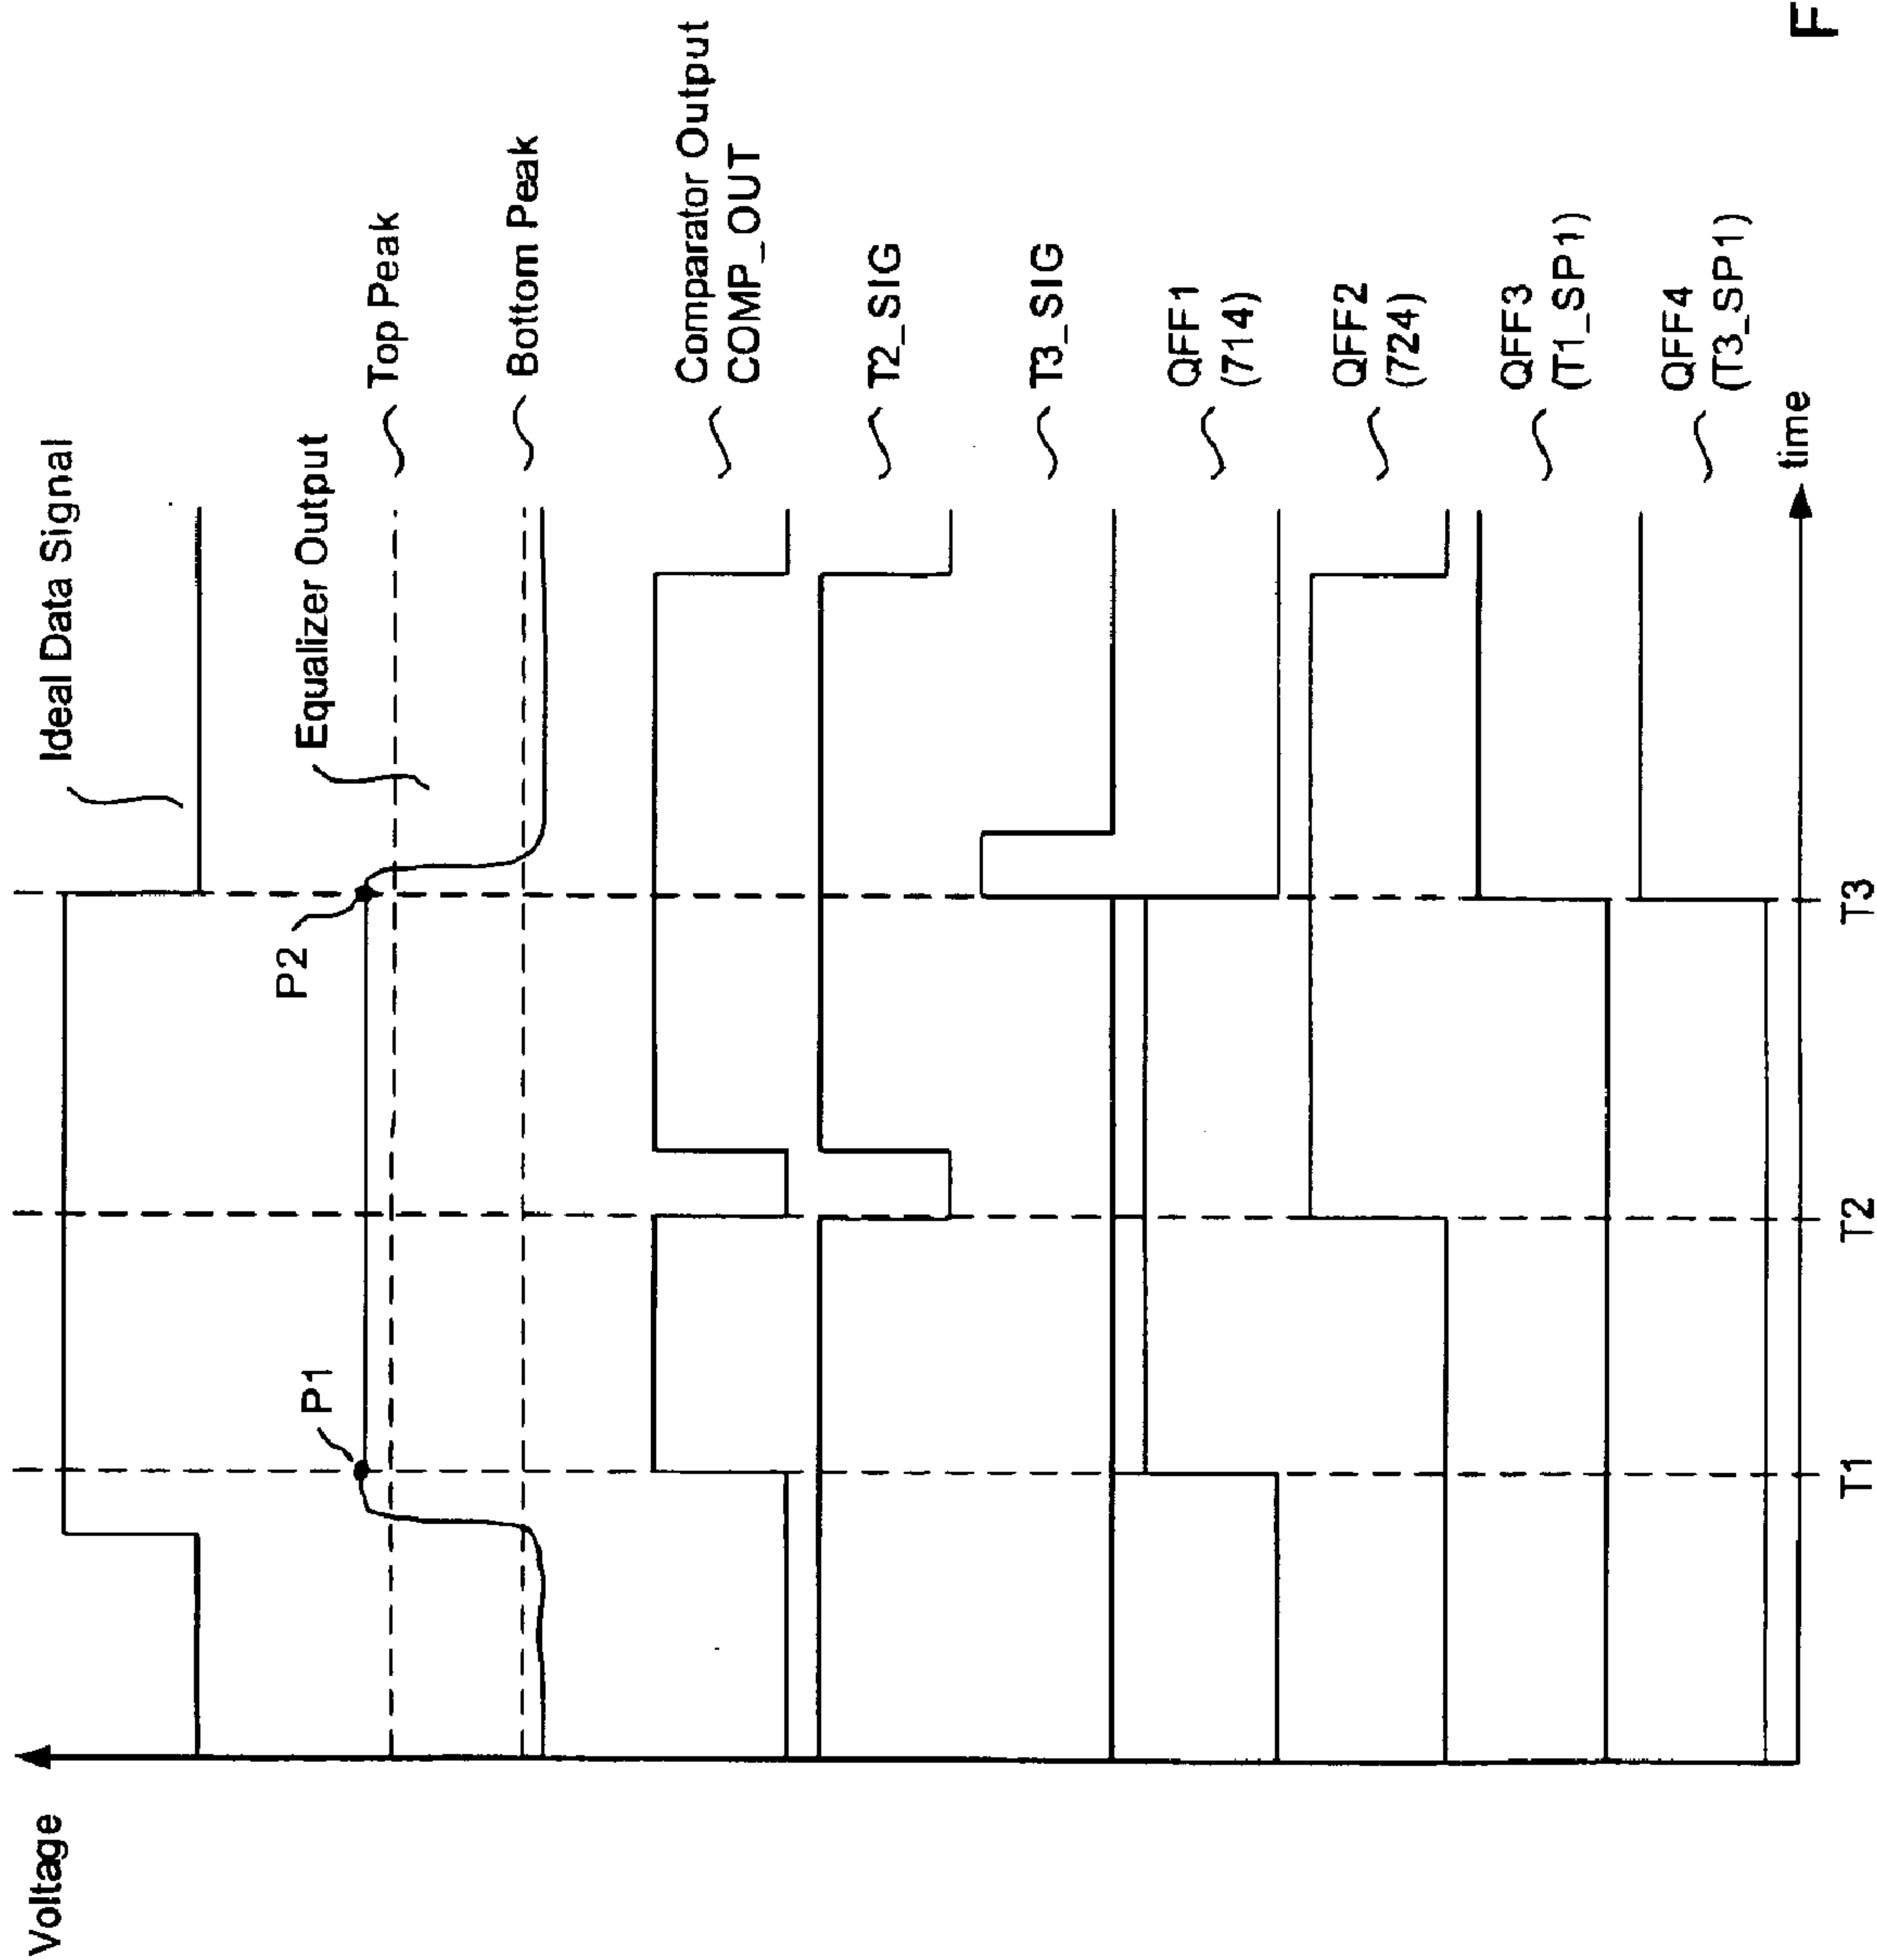 Voltage
Ideal Data Signal
Equalizer Output
Top Peak
Bottom Peak
P1
P2
Comparator Output
COMP_OUT
T2_SIG
T3_SIG
QFF1
(714)
QFF2
(724)
QFF3
(T1_SP1)
QFF4
(T3_SP1)
time
T1
T2
T3
F